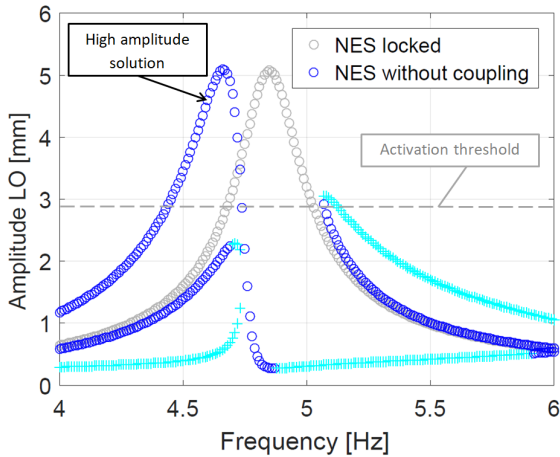 High amplitude
solution
NES locked
NES without coupling
Activation threshold
Amplitude LO [mm]
6
5
4
3
2
1
0
4
4.5
5
5.5
6
Frequency [Hz]